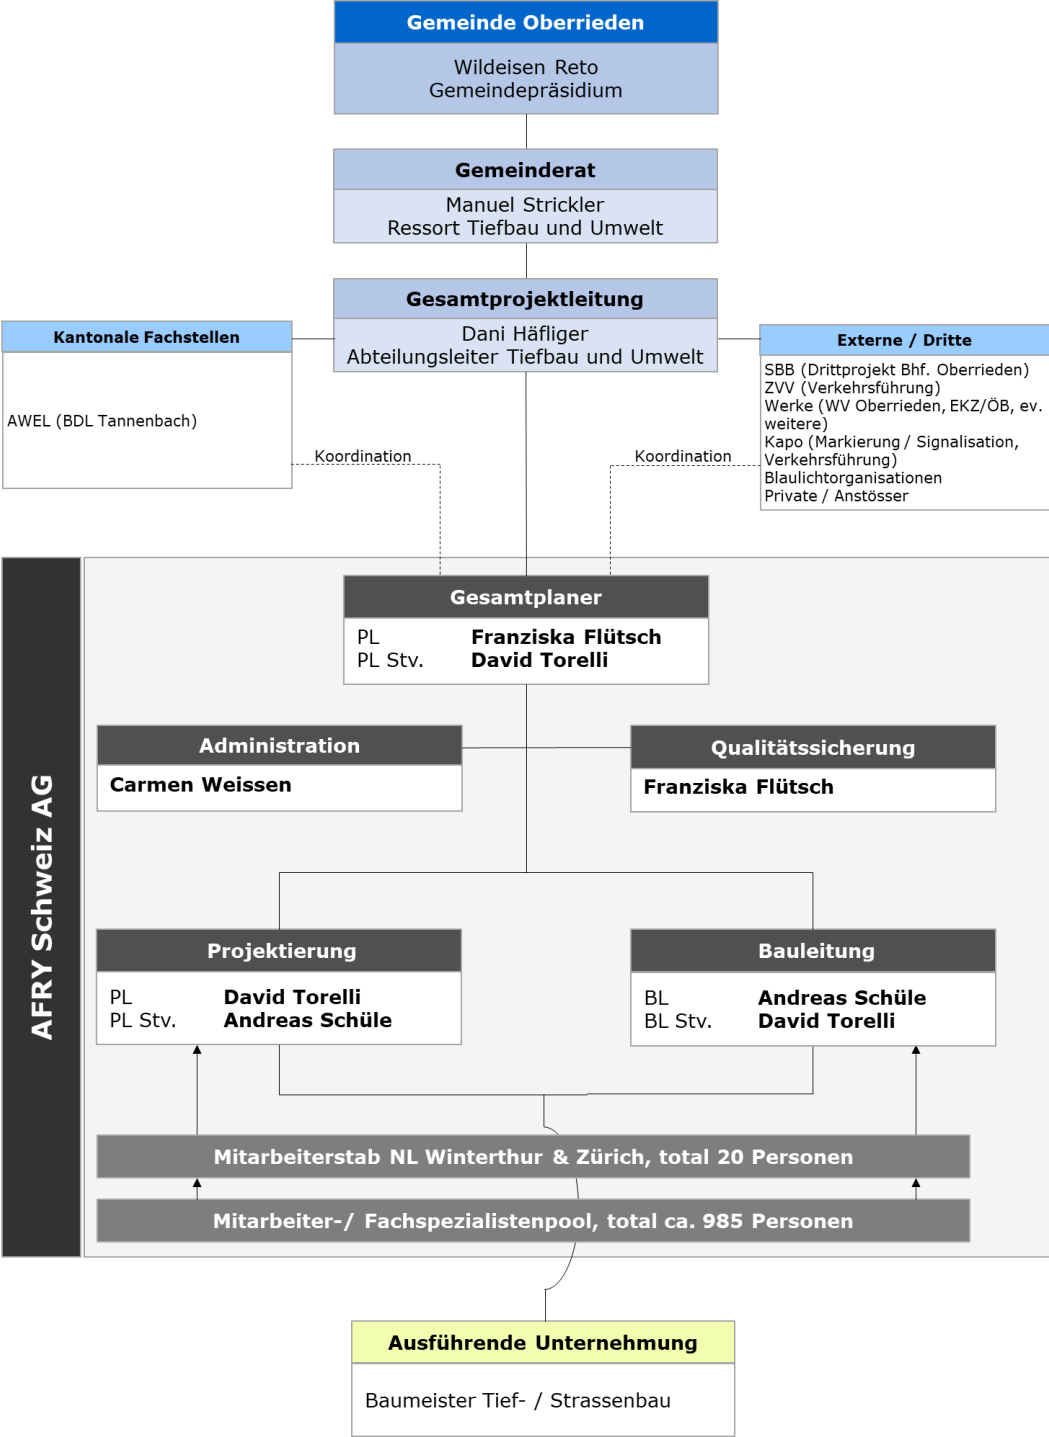 Gemeinde Oberrieden
Wildeisen Reto
Gemeindepräsidium
Gemeinderat
Manuel Strickler
Ressort Tiefbau und Umwelt
Gesamtprojektleitung
Dani Häfliger
Abteilungsleiter Tiefbau und Umwelt
Kantonale Fachstellen
AWEL (BDL Tannenbach)
Externe / Dritte
SBB (Drittprojekt Bhf. Oberrieden)
ZVV (Verkehrsführung)
Werke (WV Oberrieden, EKZ/ÖB, ev.
weitere)
Kapo (Markierung / Signalisation,
Verkehrsführung)
Blaulichtorganisationen
Private / Anstösser
Koordination
Koordination
AFRY Schweiz AG
Gesamtplaner
PL Franziska Flütsch
PL Stv. David Torelli
Administration
Carmen Weissen
Qualitätssicherung
Franziska Flütsch
Projektierung
PL David Torelli
PL Stv. Andreas Schüle
Bauleitung
BL Andreas Schüle
BL Stv. David Torelli
Mitarbeiterstab NL Winterthur & Zürich, total 20 Personen
Mitarbeiter-/ Fachspezialistenpool, total ca. 985 Personen
Ausführende Unternehmung
Baumeister Tief- / Strassenbau